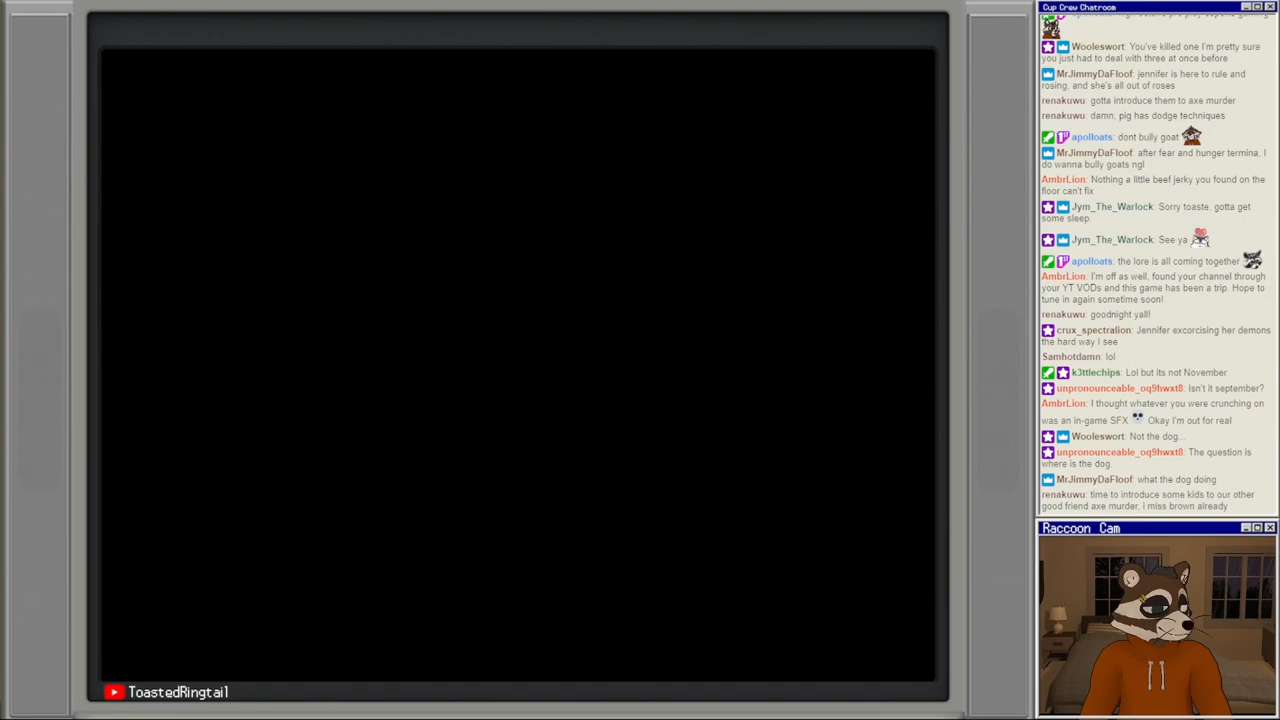 Cup Crew Chatroom
Wooleswort: You've killed one I'm pretty sure
you just had to deal with three at once before
MrJimmyDaFloof: jennifer is here to rule and
rosing, and she's all out of roses
renakuwu: gotta introduce them to axe murder
renakuwu: damn, pig has dodge techniques
apolloats: dont bully goat
MrJimmyDaFloof: after fear and hunger termina, I
do wanna bully goats ngl
AmbrLion: Nothing a little beef jerky you found on the
floor can't fix
Jym_The_Warlock: Sorry toaste, gotta get
some sleep.
Jym_The_Warlock: See ya
apolloats: the lore is all coming together
AmbrLion: I'm off as well, found your channel through
your YT VODs and this game has been a trip. Hope to
tune in again sometime soon!
renakuwu: goodnight yall!
crux_spectralion: Jennifer excorcising her demons
the hard way I see
Samhotdamn: lol
k3ttlechips: Lol but its not November
unpronounceable_oq9hwxt8: Isn't it september?
AmbrLion: I thought whatever you were crunching on
was an in-game SFX Okay I'm out for real
Wooleswort: Not the dog...
unpronounceable_oq9hwxt8: The question is
where is the dog.
MrJimmyDaFloof: what the dog doing
renakuwu: time to introduce some kids to our other
good friend axe murder, i miss brown already
Raccoon Cam
ToastedRingtail